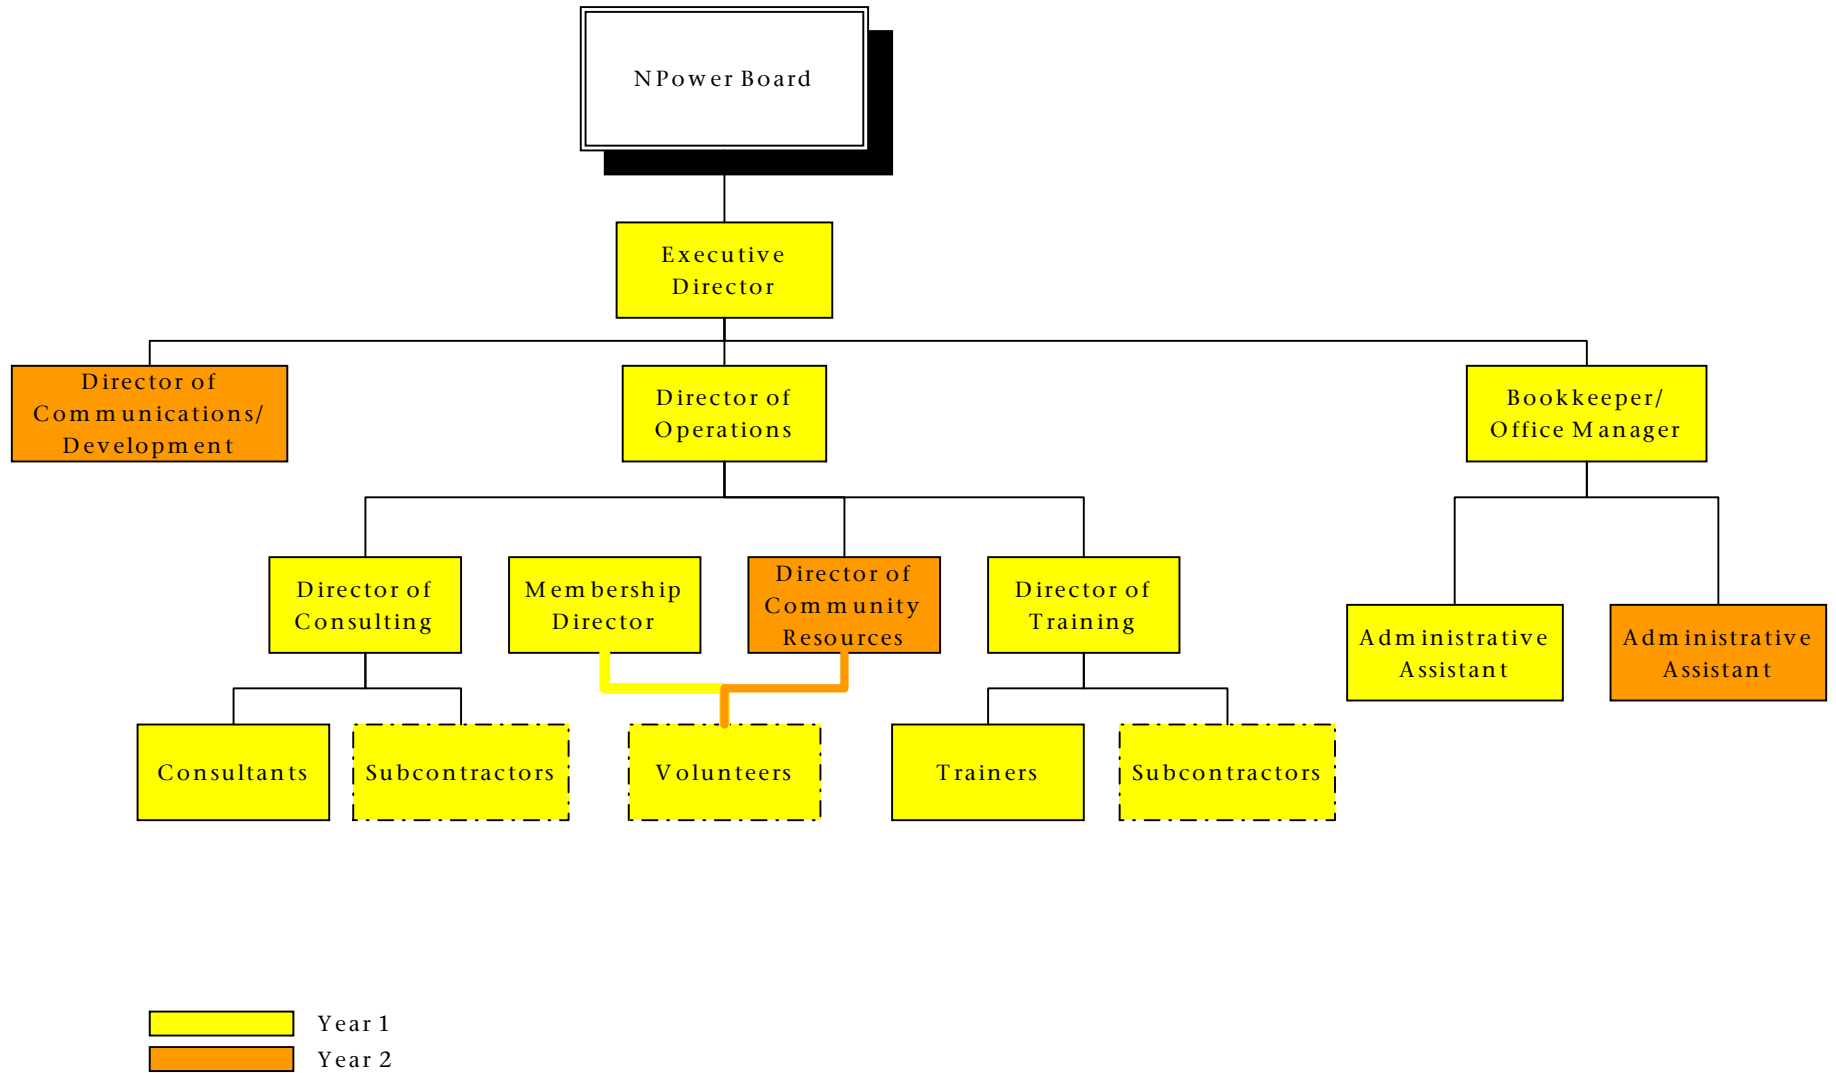 NPower Board
Executive
Director
Director of
Communications/
Development
Director of
Operations
Bookkeeper/
Office Manager
Director of
Consulting
Membership
Director
Director of
Community
Resources
Director of
Training
Administrative
Assistant
Administrative
Assistant
Consultants
Subcontractors
Volunteers
Trainers
Subcontractors
Year 1
Year 2